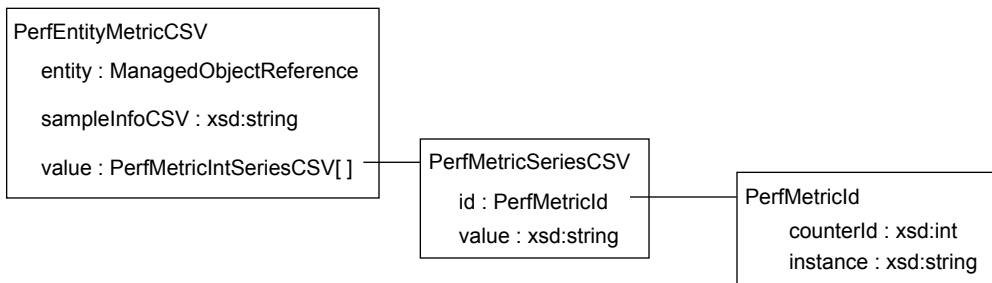 PerfEntityMetricCSV
entity : ManagedObjectReference
sampleInfoCSV : xsd:string
value : PerfMetricIntSeriesCSV[ ]
PerfMetricSeriesCSV
id : PerfMetricId
value : xsd:string
PerfMetricId
counterId : xsd:int
instance : xsd:string